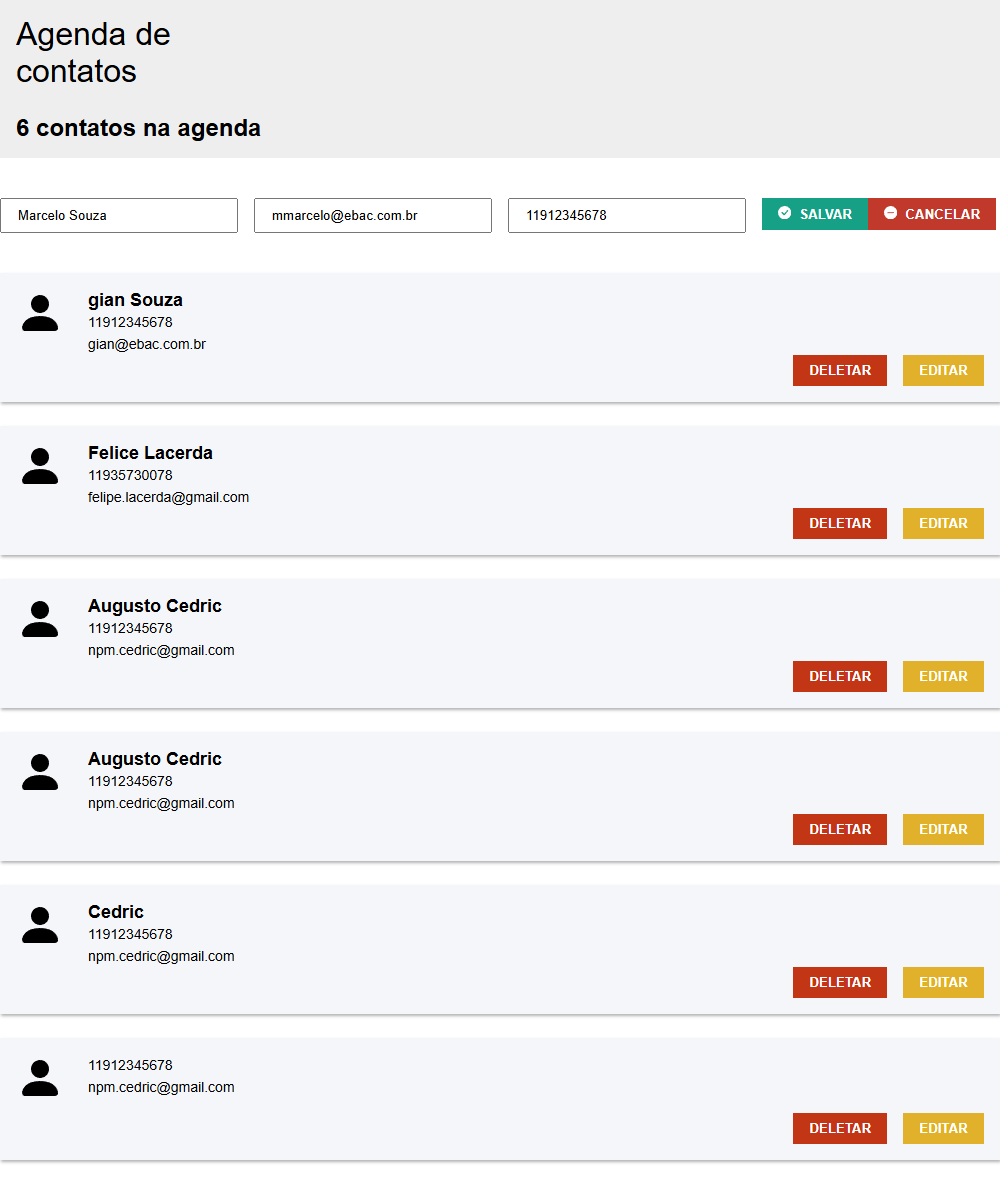 Agenda de
contatos
6 contatos na agenda
Marcelo Souza mmarcelo@ebac.com.br 11912345678 SALVAR CANCELAR
gian Souza
11912345678
gian@ebac.com.br
DELETAR EDITAR
Felice Lacerda
11935730078
felipe.lacerda@gmail.com
DELETAR EDITAR
Augusto Cedric
11912345678
npm.cedric@gmail.com
DELETAR EDITAR
Augusto Cedric
11912345678
npm.cedric@gmail.com
DELETAR EDITAR
Cedric
11912345678
npm.cedric@gmail.com
DELETAR EDITAR
11912345678
npm.cedric@gmail.com
DELETAR EDITAR